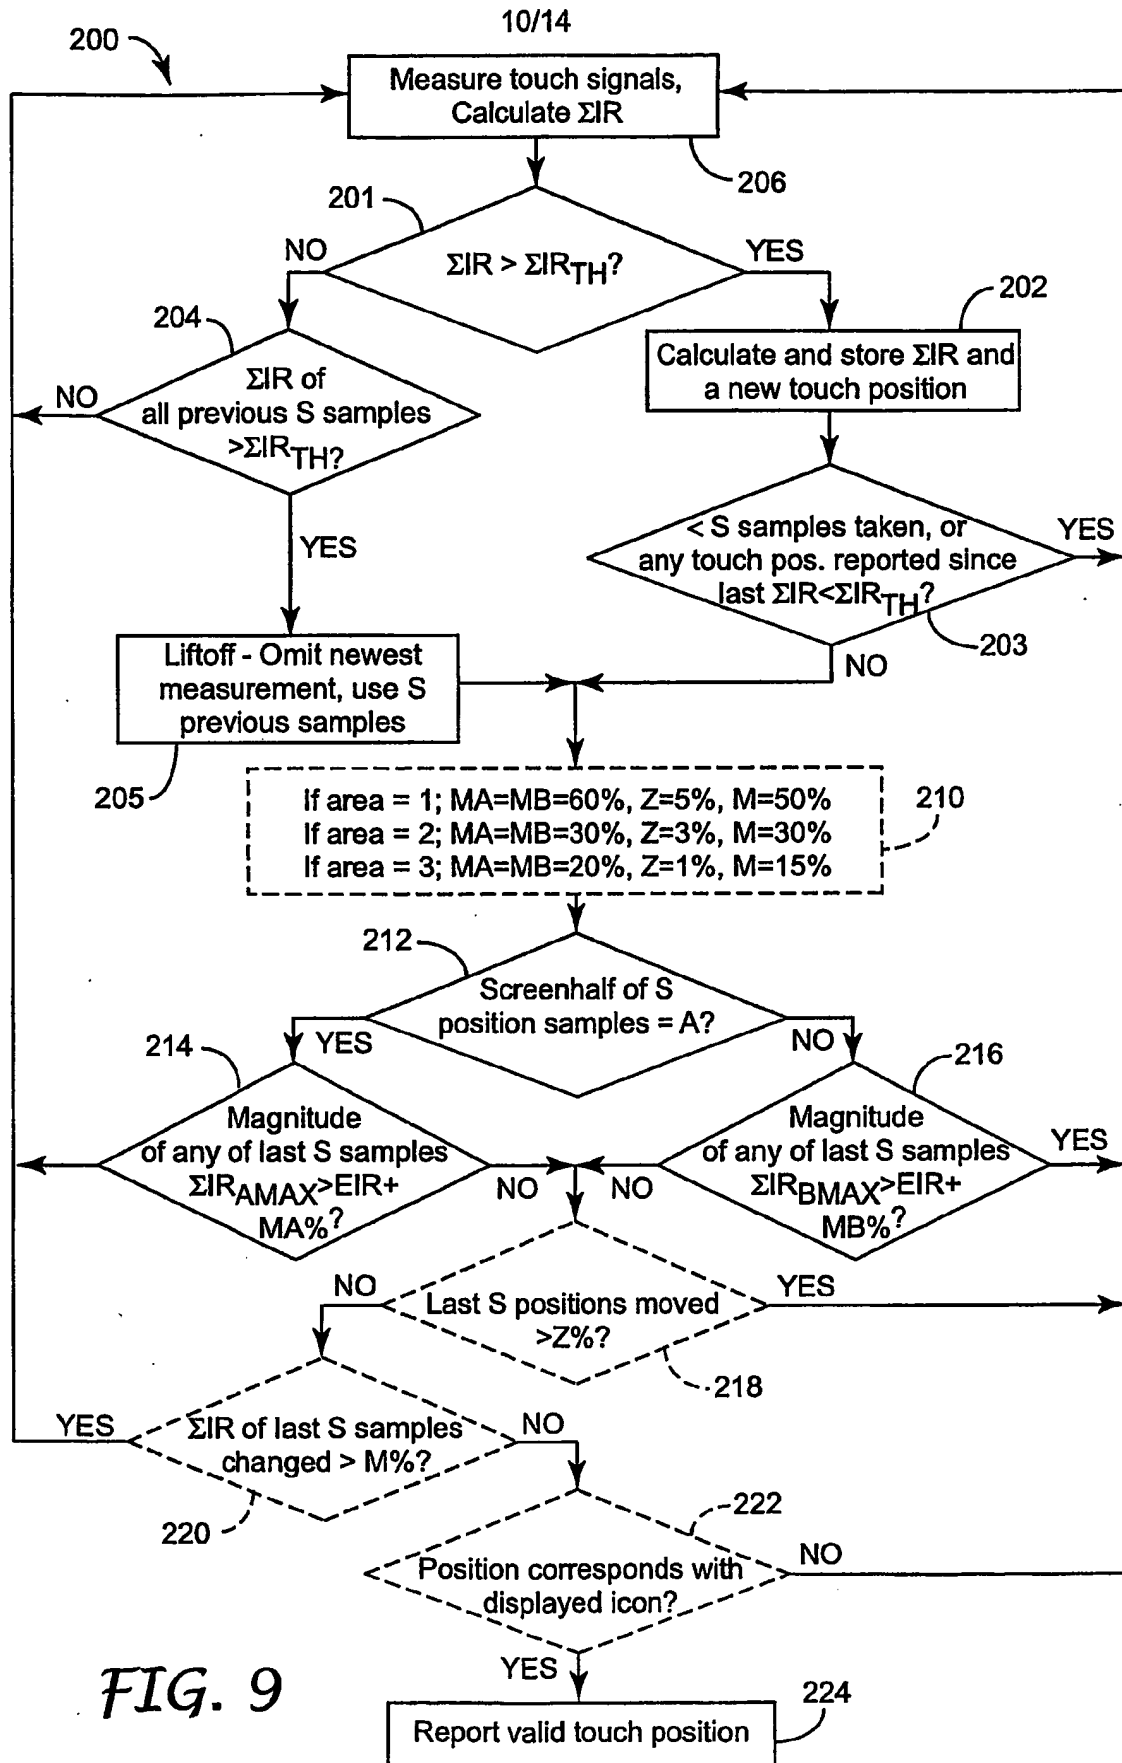 10/14
200
Measure touch signals,
Calculate ΣIR
206
201
NO
ΣIR > ΣIRTH?
YES
202
204
Calculate and store ΣIR and
a new touch position
ΣIR of
all previous S samples
>ΣIRTH?
NO
YES
< S samples taken, or
any touch pos. reported since
last ΣIR<ΣIRTH?
YES
203
NO
Liftoff - Omit newest
measurement, use S
previous samples
205
If area = 1; MA=MB=60%, Z=5%, M=50%
If area = 2; MA=MB=30%, Z=3%, M=30%
If area = 3; MA=MB=20%, Z=1%, M=15%
210
212
Screenhalf of S
position samples = A?
YES
NO
214
216
Magnitude
of any of last S samples
ΣIRAMAX>EIR+
MA%?
NO
Magnitude
of any of last S samples
ΣIRBMAX>EIR+
MB%?
NO
YES
NO
Last S positions moved
>Z%?
YES
218
YES
ΣIR of last S samples
changed > M%?
NO
220
222
Position corresponds with
displayed icon?
NO
YES
224
Report valid touch position
FIG. 9